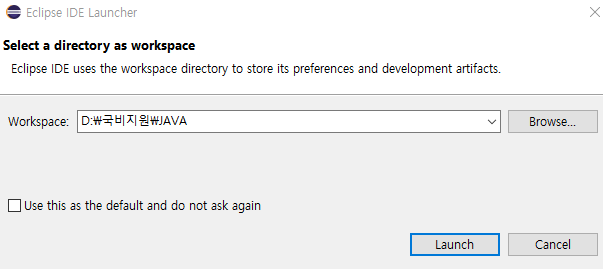 Eclipse IDE Launcher
Select a directory as workspace
Eclipse IDE uses the workspace directory to store its preferences and development artifacts.
Workspace: D:₩국비지원₩JAVA Browse...
Use this as the default and do not ask again
Launch Cancel